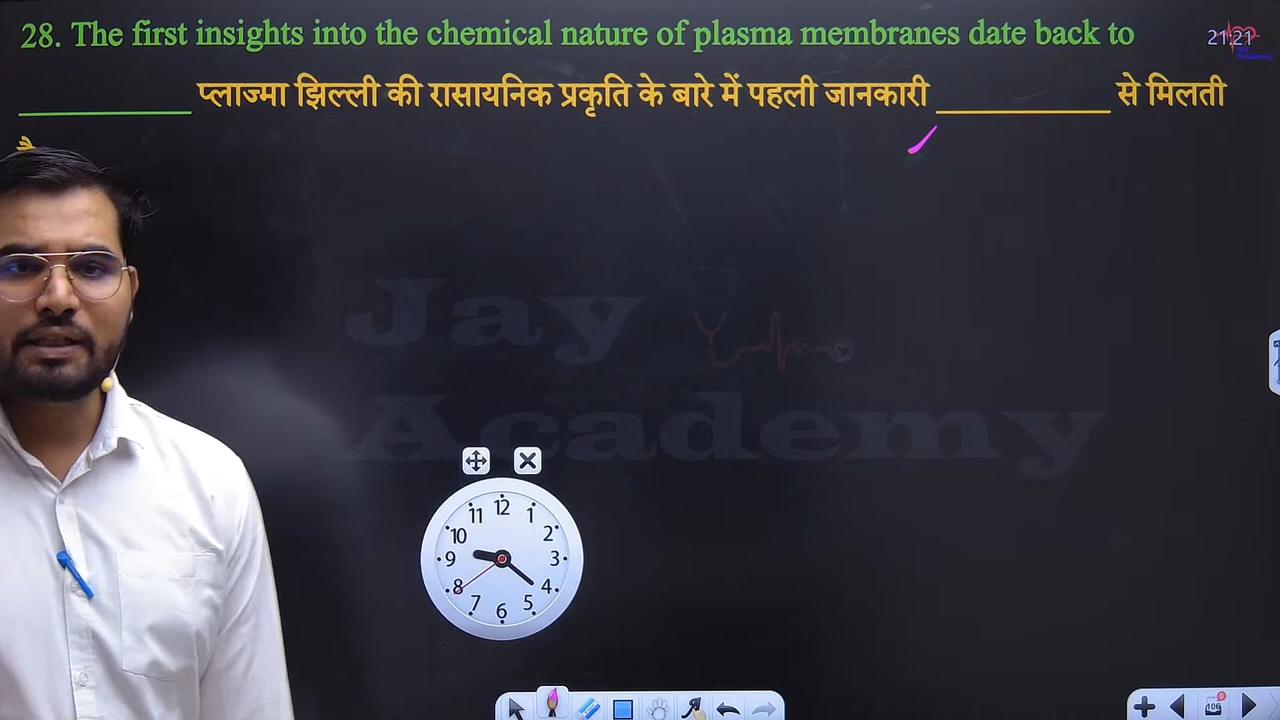 28. The first insights into the chemical nature of plasma membranes date back to
21:21
__________ प्लाज्मा झिल्ली की रासायनिक प्रकृति के बारे में पहली जानकारी __________ से मिलती
Jay
Academy
12
11 1
10 2
9 3
8 4
7 5
6
106